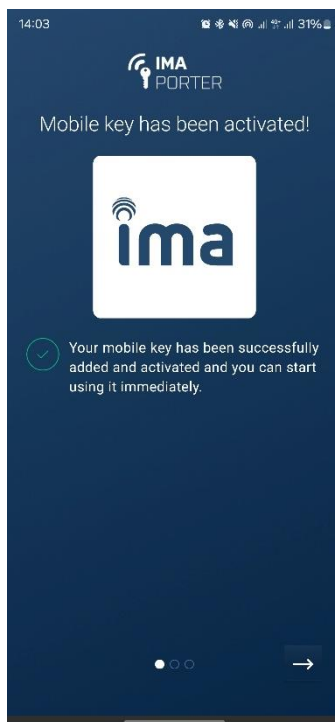 14:03
31%
IMA
PORTER
Mobile key has been activated!
ima
Your mobile key has been successfully
added and activated and you can start
using it immediately.